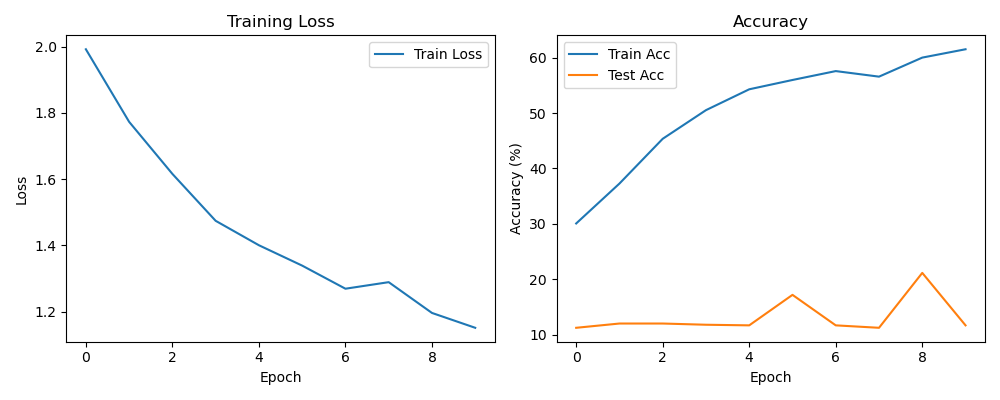 Training Loss
2.0
1.8
1.6
1.4
1.2
Loss
Train Loss
0 2 4 6 8
Epoch
Accuracy
60
50
40
30
20
10
Accuracy (%)
Train Acc
Test Acc
0 2 4 6 8
Epoch